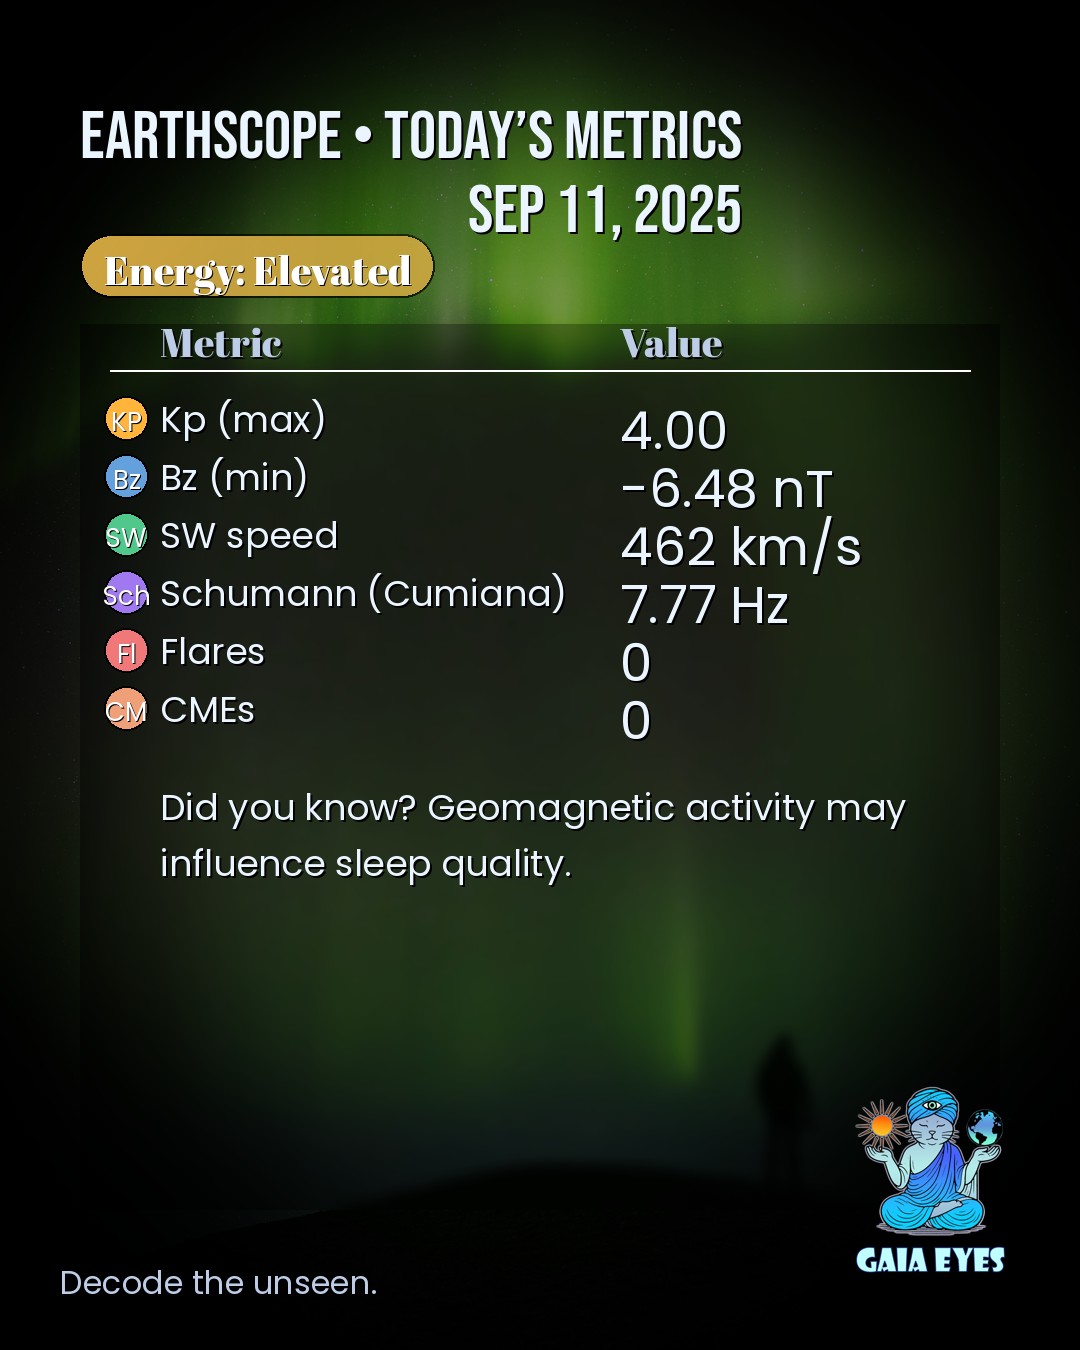 EARTHSCOPE • TODAY’S METRICS
SEP 11, 2025
Energy: Elevated
Metric Value
KP Kp (max) 4.00
Bz Bz (min) -6.48 nT
SW SW speed 462 km/s
Sch Schumann (Cumiana) 7.77 Hz
Fl Flares 0
CM CMEs 0
Did you know? Geomagnetic activity may
influence sleep quality.
GAIA EYES
Decode the unseen.